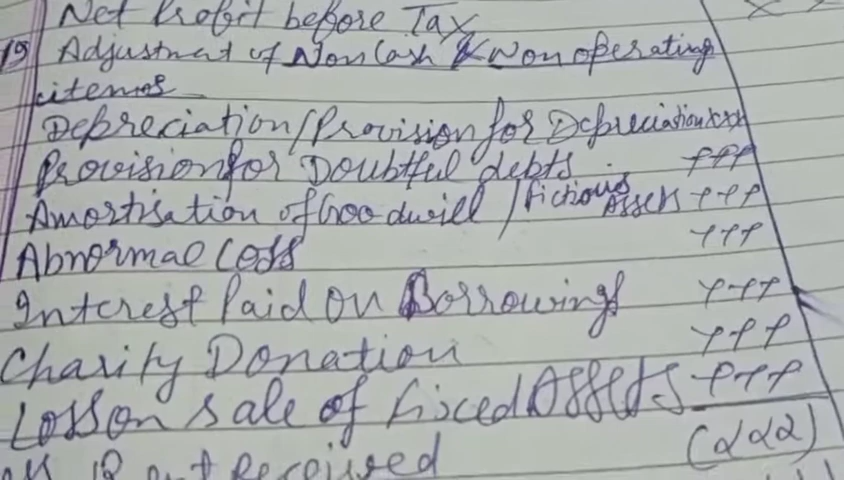 Net Profit before Tax
Adjustment of Non Cash & Non operating
items
Depreciation/Provision for Depreciation xxx
Provision for Doubtful debts
Amortisation of Goodwill / fictious Assets
Abnormal Loss
Interest Paid on Borrowings
Charity Donation
Loss on sale of fixed Assets
Received